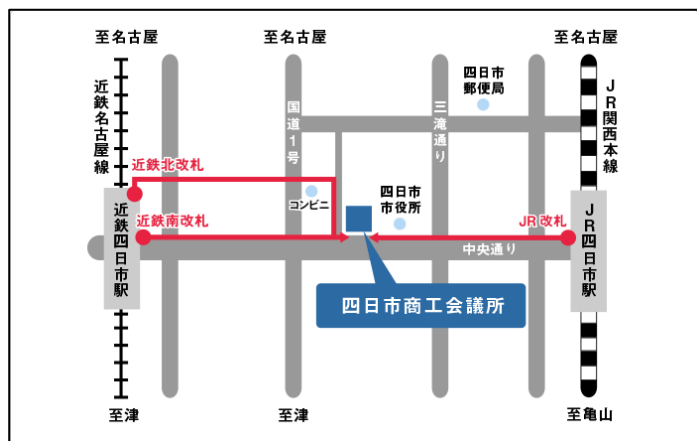 至名古屋
至名古屋
至名古屋
近鉄名古屋線
国道1号
三滝通り
四日市
郵便局
JR関西本線
近鉄北改札
コンビニ
四日市
市役所
近鉄南改札
JR改札
近鉄四日市駅
中央通り
JR四日市駅
四日市商工会議所
至津
至津
至亀山